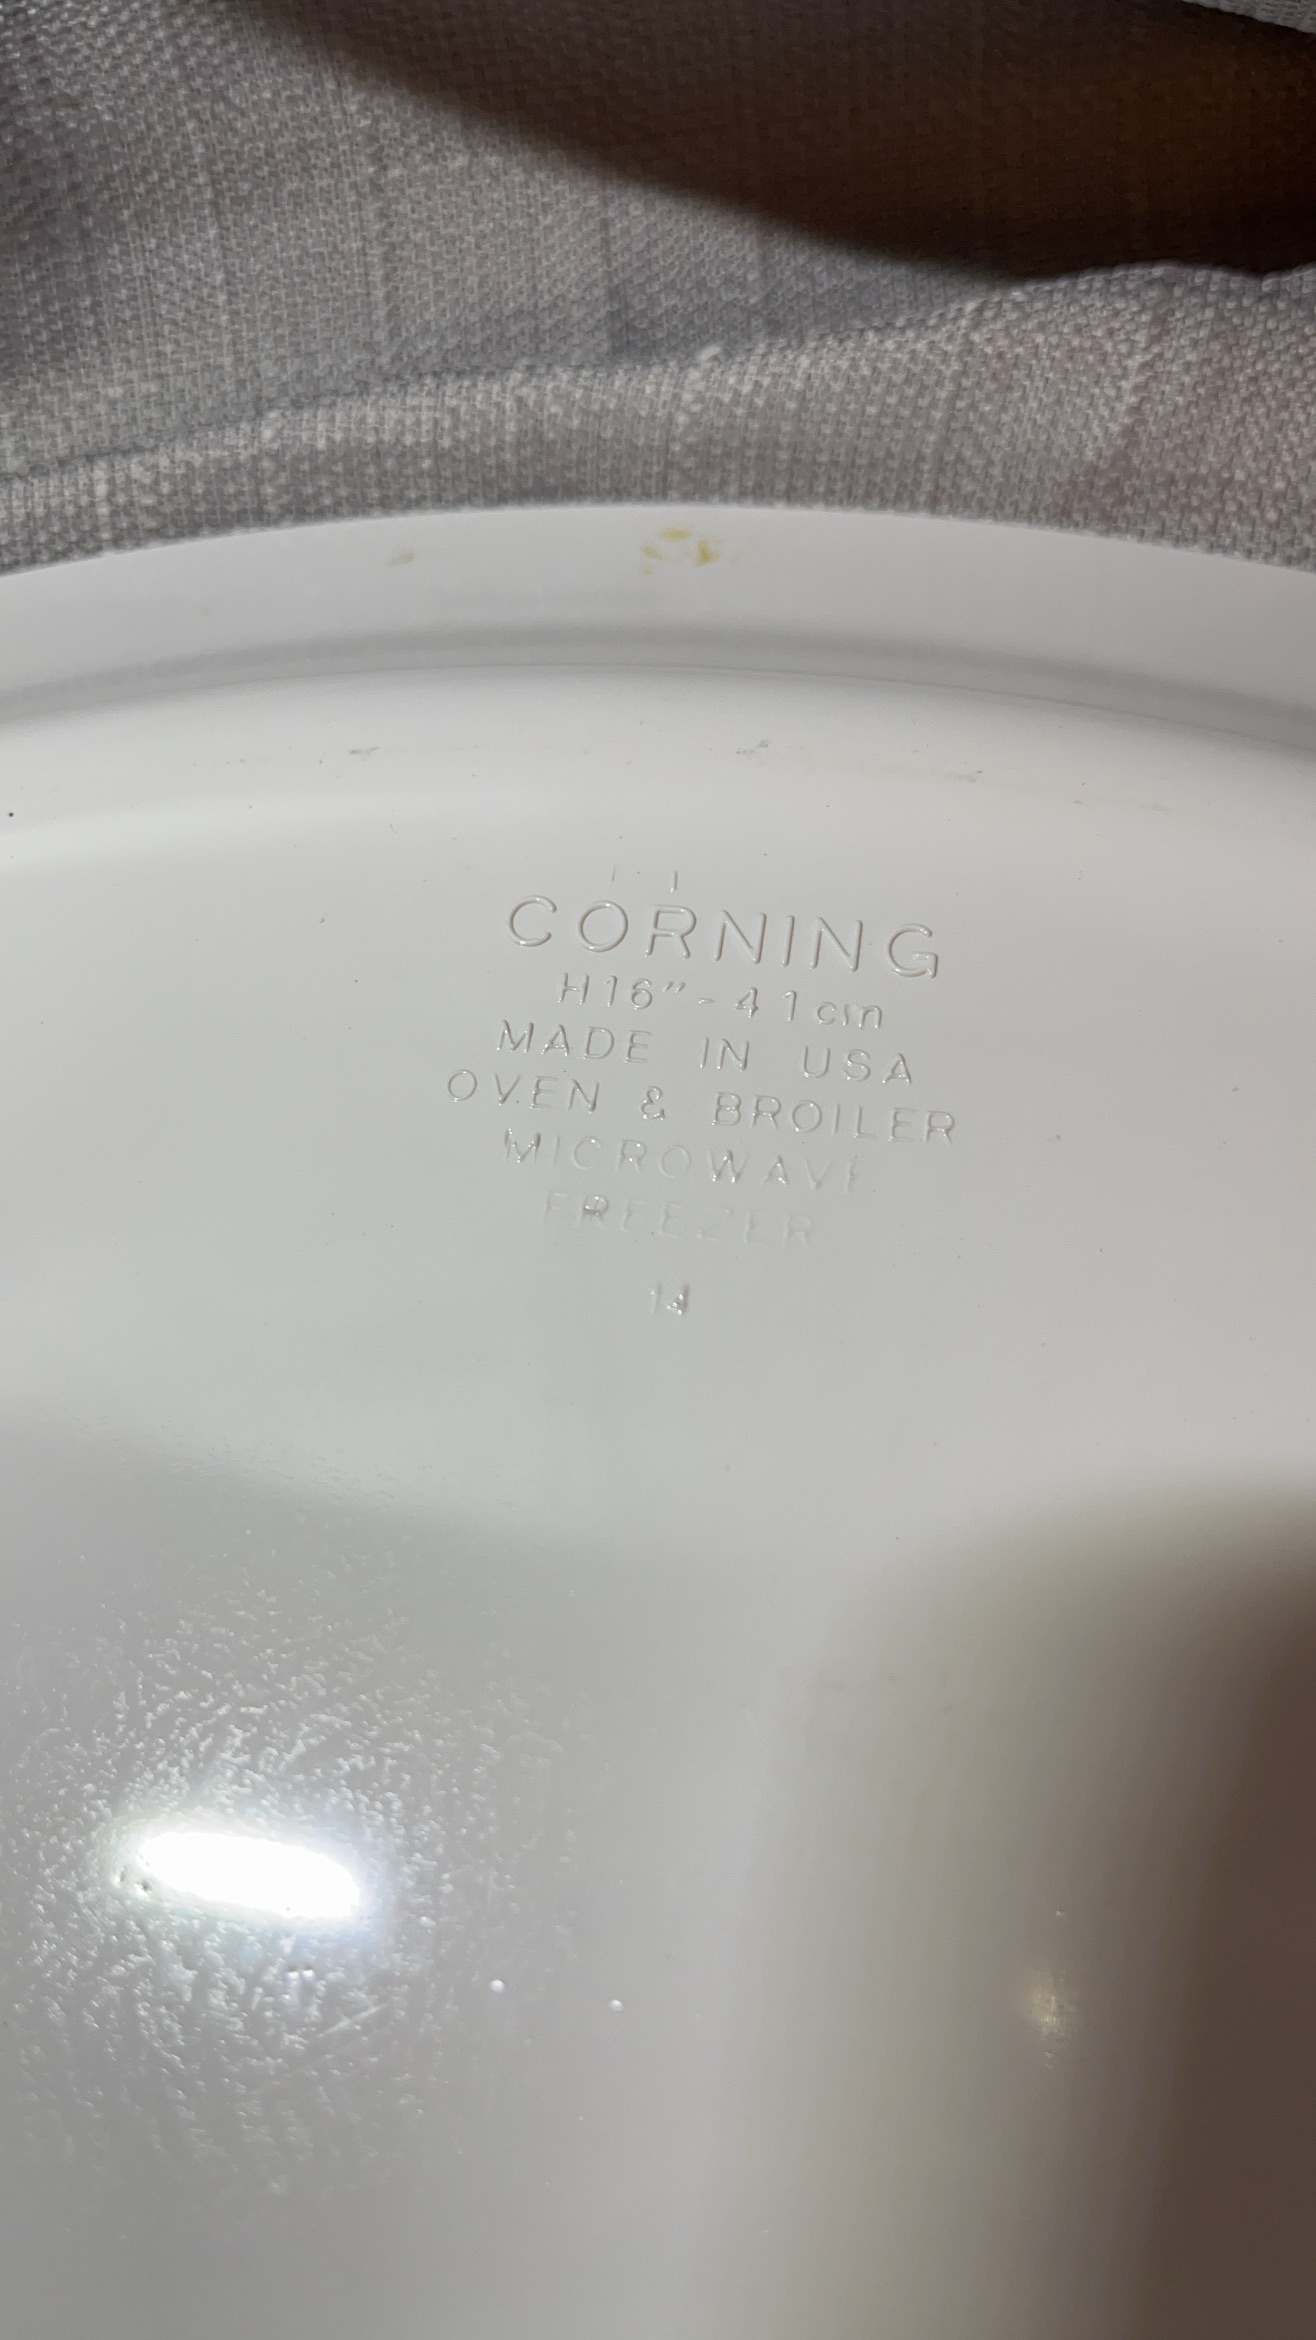 CORNING
H16"-41cm
MADE IN USA
OVEN & BROILER
MICROWAVE
FREEZER
14